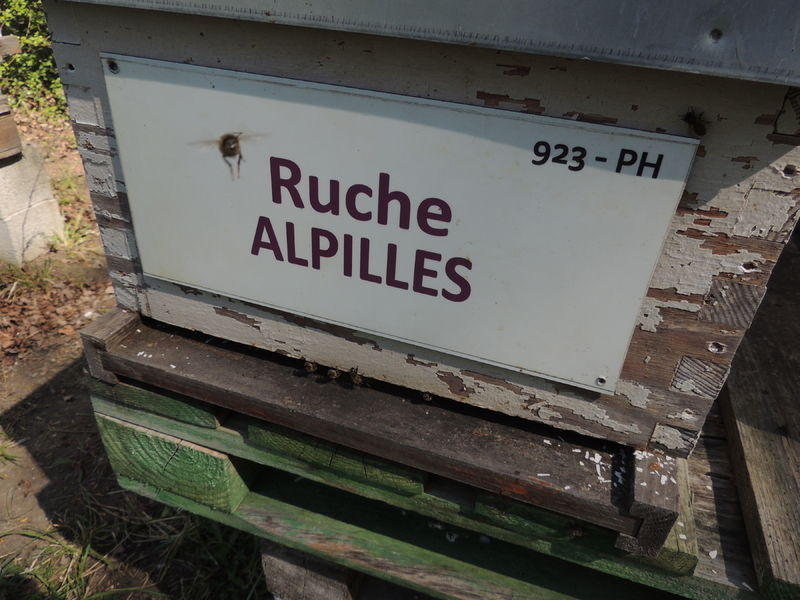 923 - PH
Ruche
ALPILLES